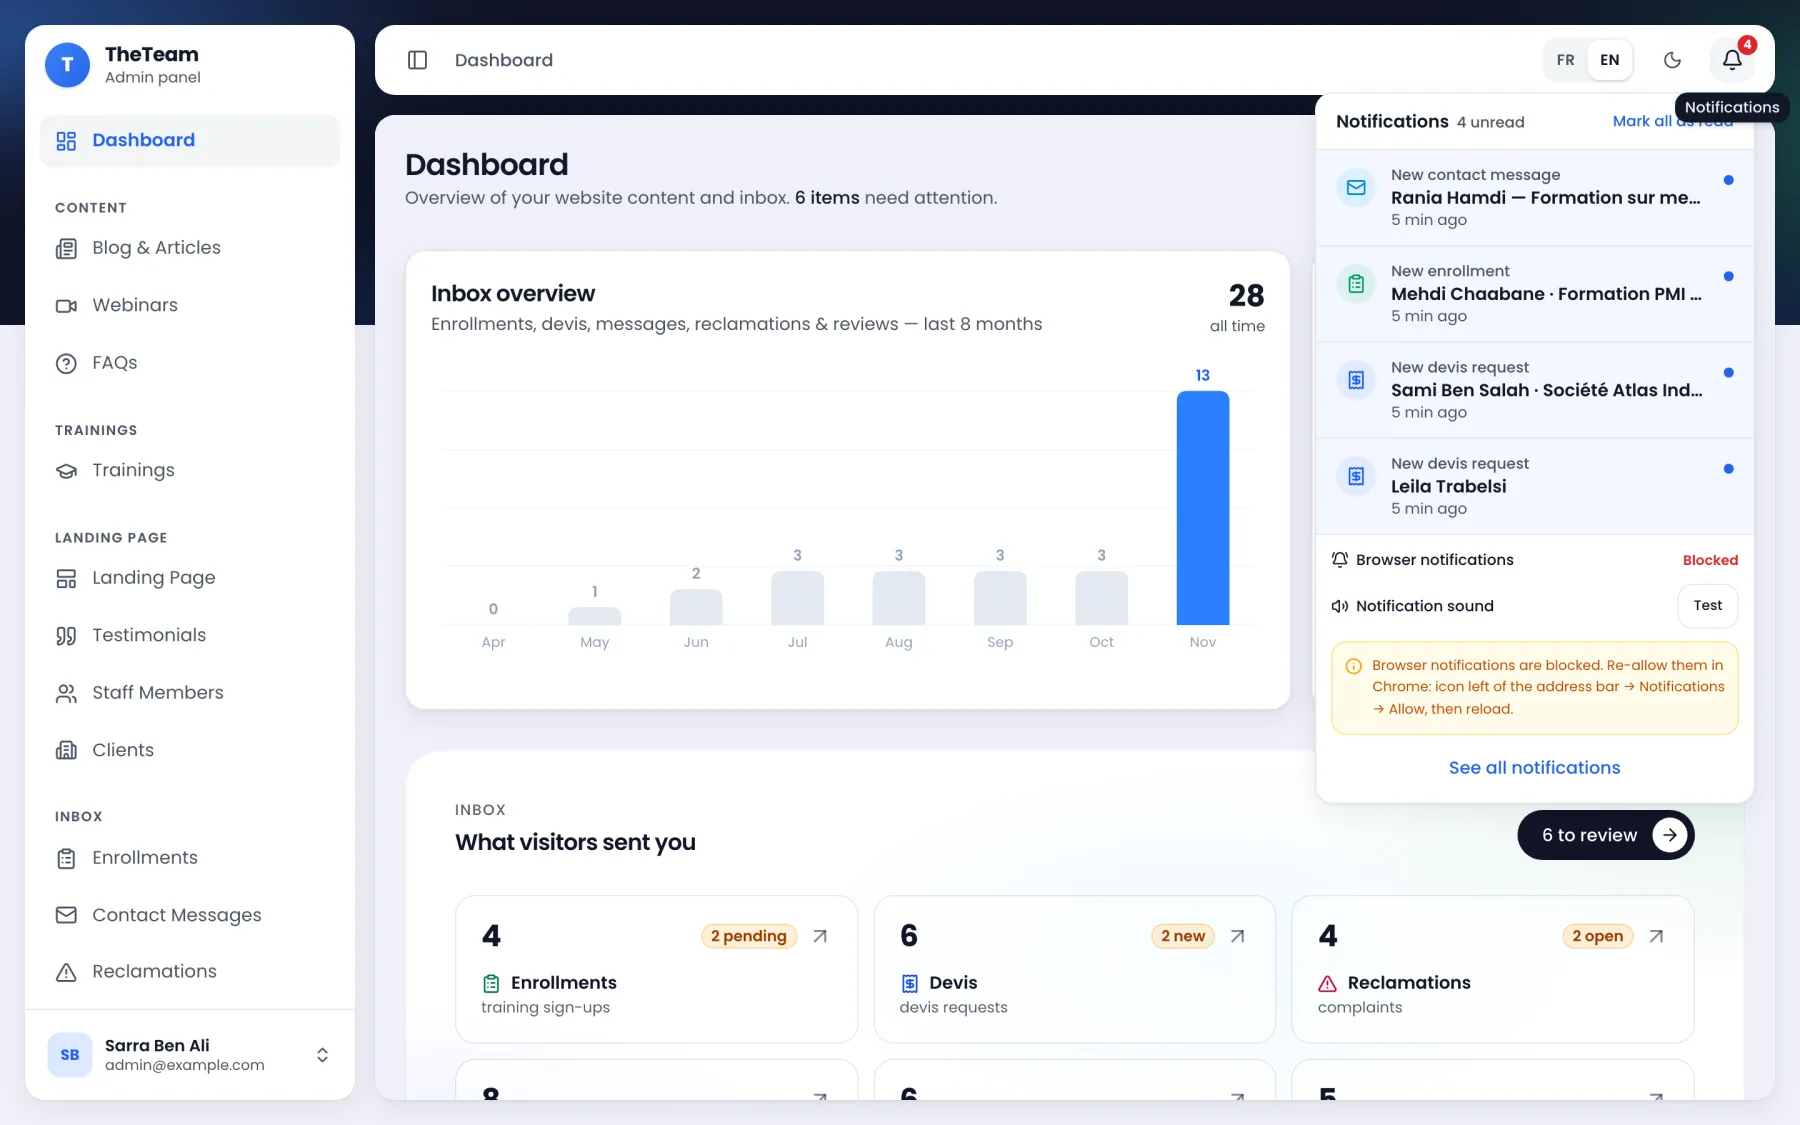 T
TheTeam
Admin panel
Dashboard
CONTENT
Blog & Articles
Webinars
FAQs
TRAININGS
Trainings
LANDING PAGE
Landing Page
Testimonials
Staff Members
Clients
INBOX
Enrollments
Contact Messages
Reclamations
SB
Sarra Ben Ali
admin@example.com
Dashboard
FR
EN
4
Notifications
Dashboard
Overview of your website content and inbox. 6 items need attention.
Inbox overview
Enrollments, devis, messages, reclamations & reviews — last 8 months
28
all time
0
1
2
3
3
3
3
13
Apr
May
Jun
Jul
Aug
Sep
Oct
Nov
Notifications 4 unread
Mark all as read
New contact message
Rania Hamdi — Formation sur me...
5 min ago
New enrollment
Mehdi Chaabane · Formation PMI ...
5 min ago
New devis request
Sami Ben Salah · Société Atlas Ind...
5 min ago
New devis request
Leila Trabelsi
5 min ago
Browser notifications
Blocked
Notification sound
Test
Browser notifications are blocked. Re-allow them in
Chrome: icon left of the address bar → Notifications
→ Allow, then reload.
See all notifications
INBOX
What visitors sent you
6 to review
4
2 pending
Enrollments
training sign-ups
6
2 new
Devis
devis requests
4
2 open
Reclamations
complaints
8
6
5